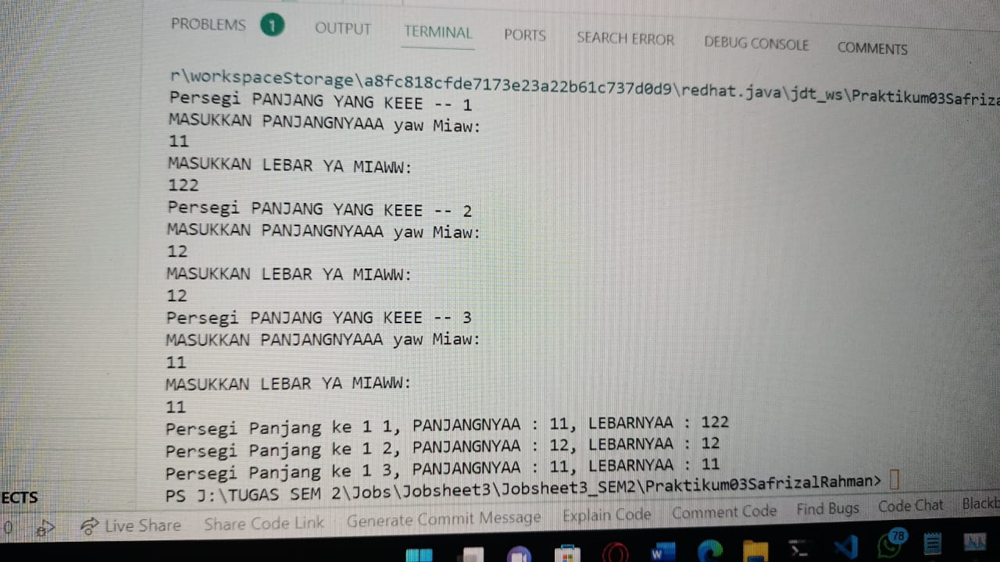 PROBLEMS 1 OUTPUT TERMINAL PORTS SEARCH ERROR DEBUG CONSOLE COMMENTS
r\workspaceStorage\a8fc818cfde7173e23a22b61c737d0d9\redhat.java\jdt_ws\Praktikum03Safriza
Persegi PANJANG YANG KEEE -- 1
MASUKKAN PANJANGNYAAA yaw Miaw:
11
MASUKKAN LEBAR YA MIAWW:
122
Persegi PANJANG YANG KEEE -- 2
MASUKKAN PANJANGNYAAA yaw Miaw:
12
MASUKKAN LEBAR YA MIAWW:
12
Persegi PANJANG YANG KEEE -- 3
MASUKKAN PANJANGNYAAA yaw Miaw:
11
MASUKKAN LEBAR YA MIAWW:
11
Persegi Panjang ke 1 1, PANJANGNYAA : 11, LEBARNYAA : 122
Persegi Panjang ke 1 2, PANJANGNYAA : 12, LEBARNYAA : 12
Persegi Panjang ke 1 3, PANJANGNYAA : 11, LEBARNYAA : 11
PS J:\TUGAS SEM 2\Jobs\Jobsheet3\Jobsheet3_SEM2\Praktikum03SafrizalRahman>
ECTS
0 Live Share Share Code Link Generate Commit Message Explain Code Comment Code Find Bugs Code Chat Blackb
W 78